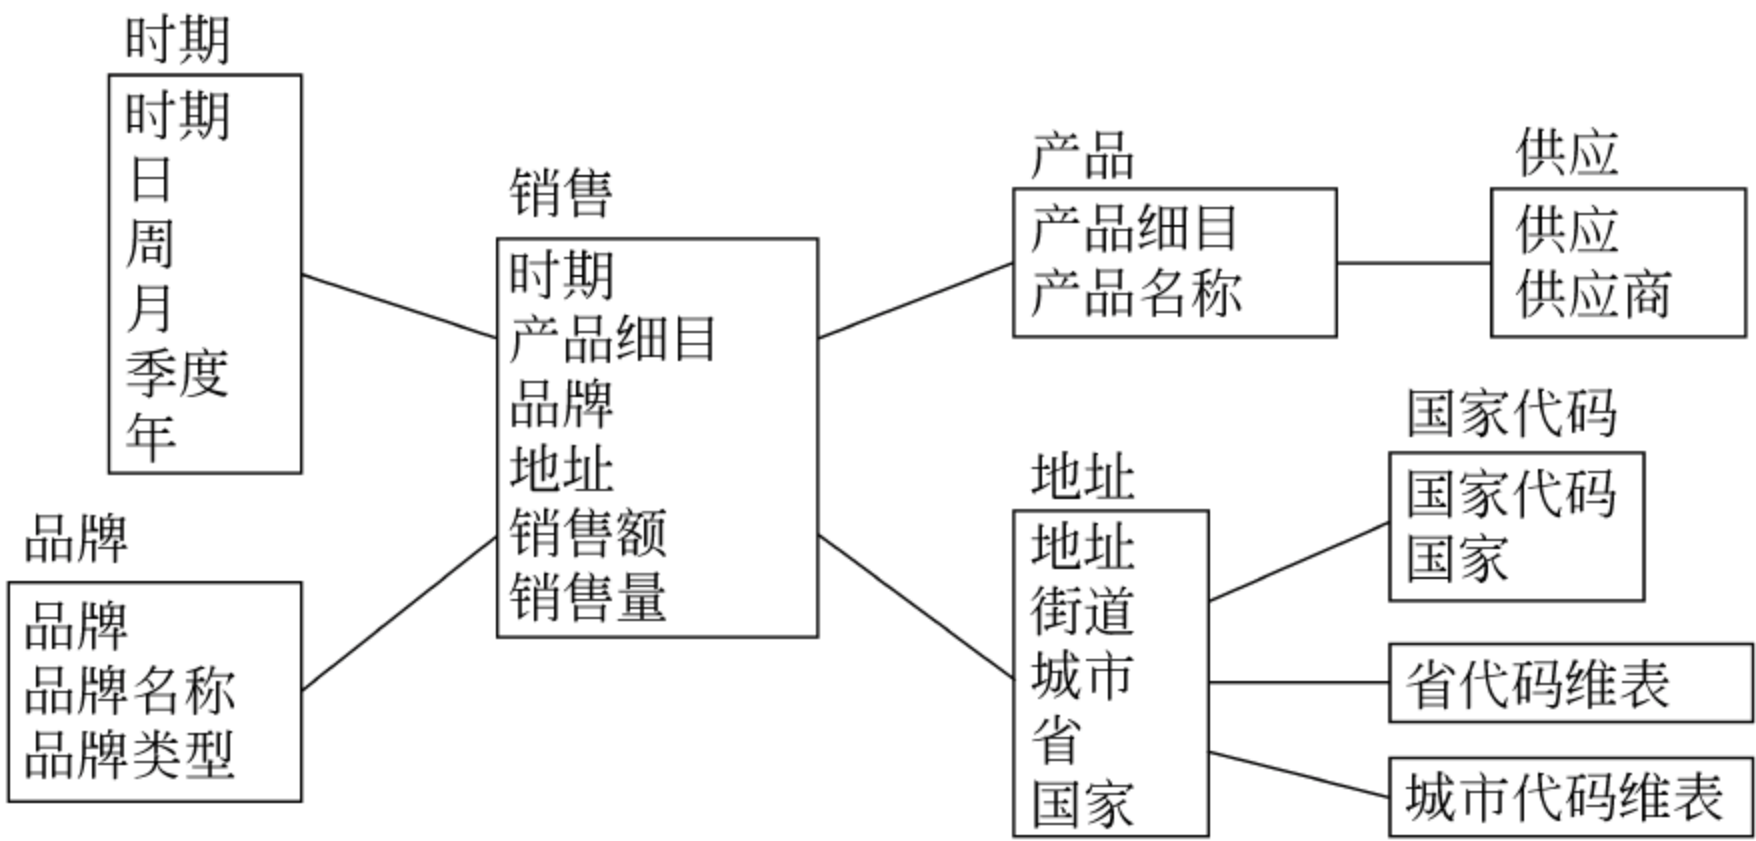 时期
时期
日
周
月
季度
年
品牌
品牌
品牌名称
品牌类型
销售
时期
产品细目
品牌
地址
销售额
销售量
产品
产品细目
产品名称
供应
供应
供应商
地址
地址
街道
城市
省
国家
国家代码
国家代码
国家
省代码维表
城市代码维表